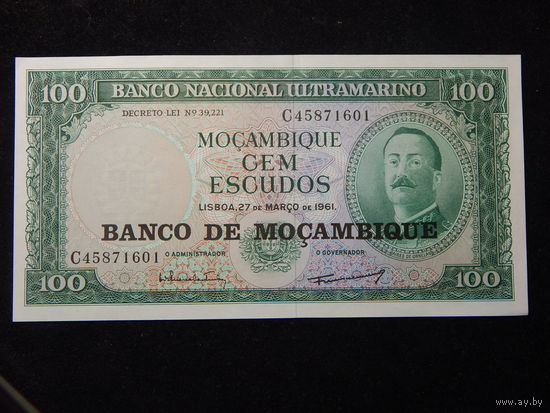 100 BANCO NACIONAL ULTRAMARINO 100
DECRETO-LEI Nº 39,221 C45871601
MOÇAMBIQUE
CEM
ESCUDOS
LISBOA, 27 DE MARÇO DE 1961.
BANCO DE MOÇAMBIQUE
C45871601 O ADMINISTRADOR O GOVERNADOR
100 100
www.ay.by